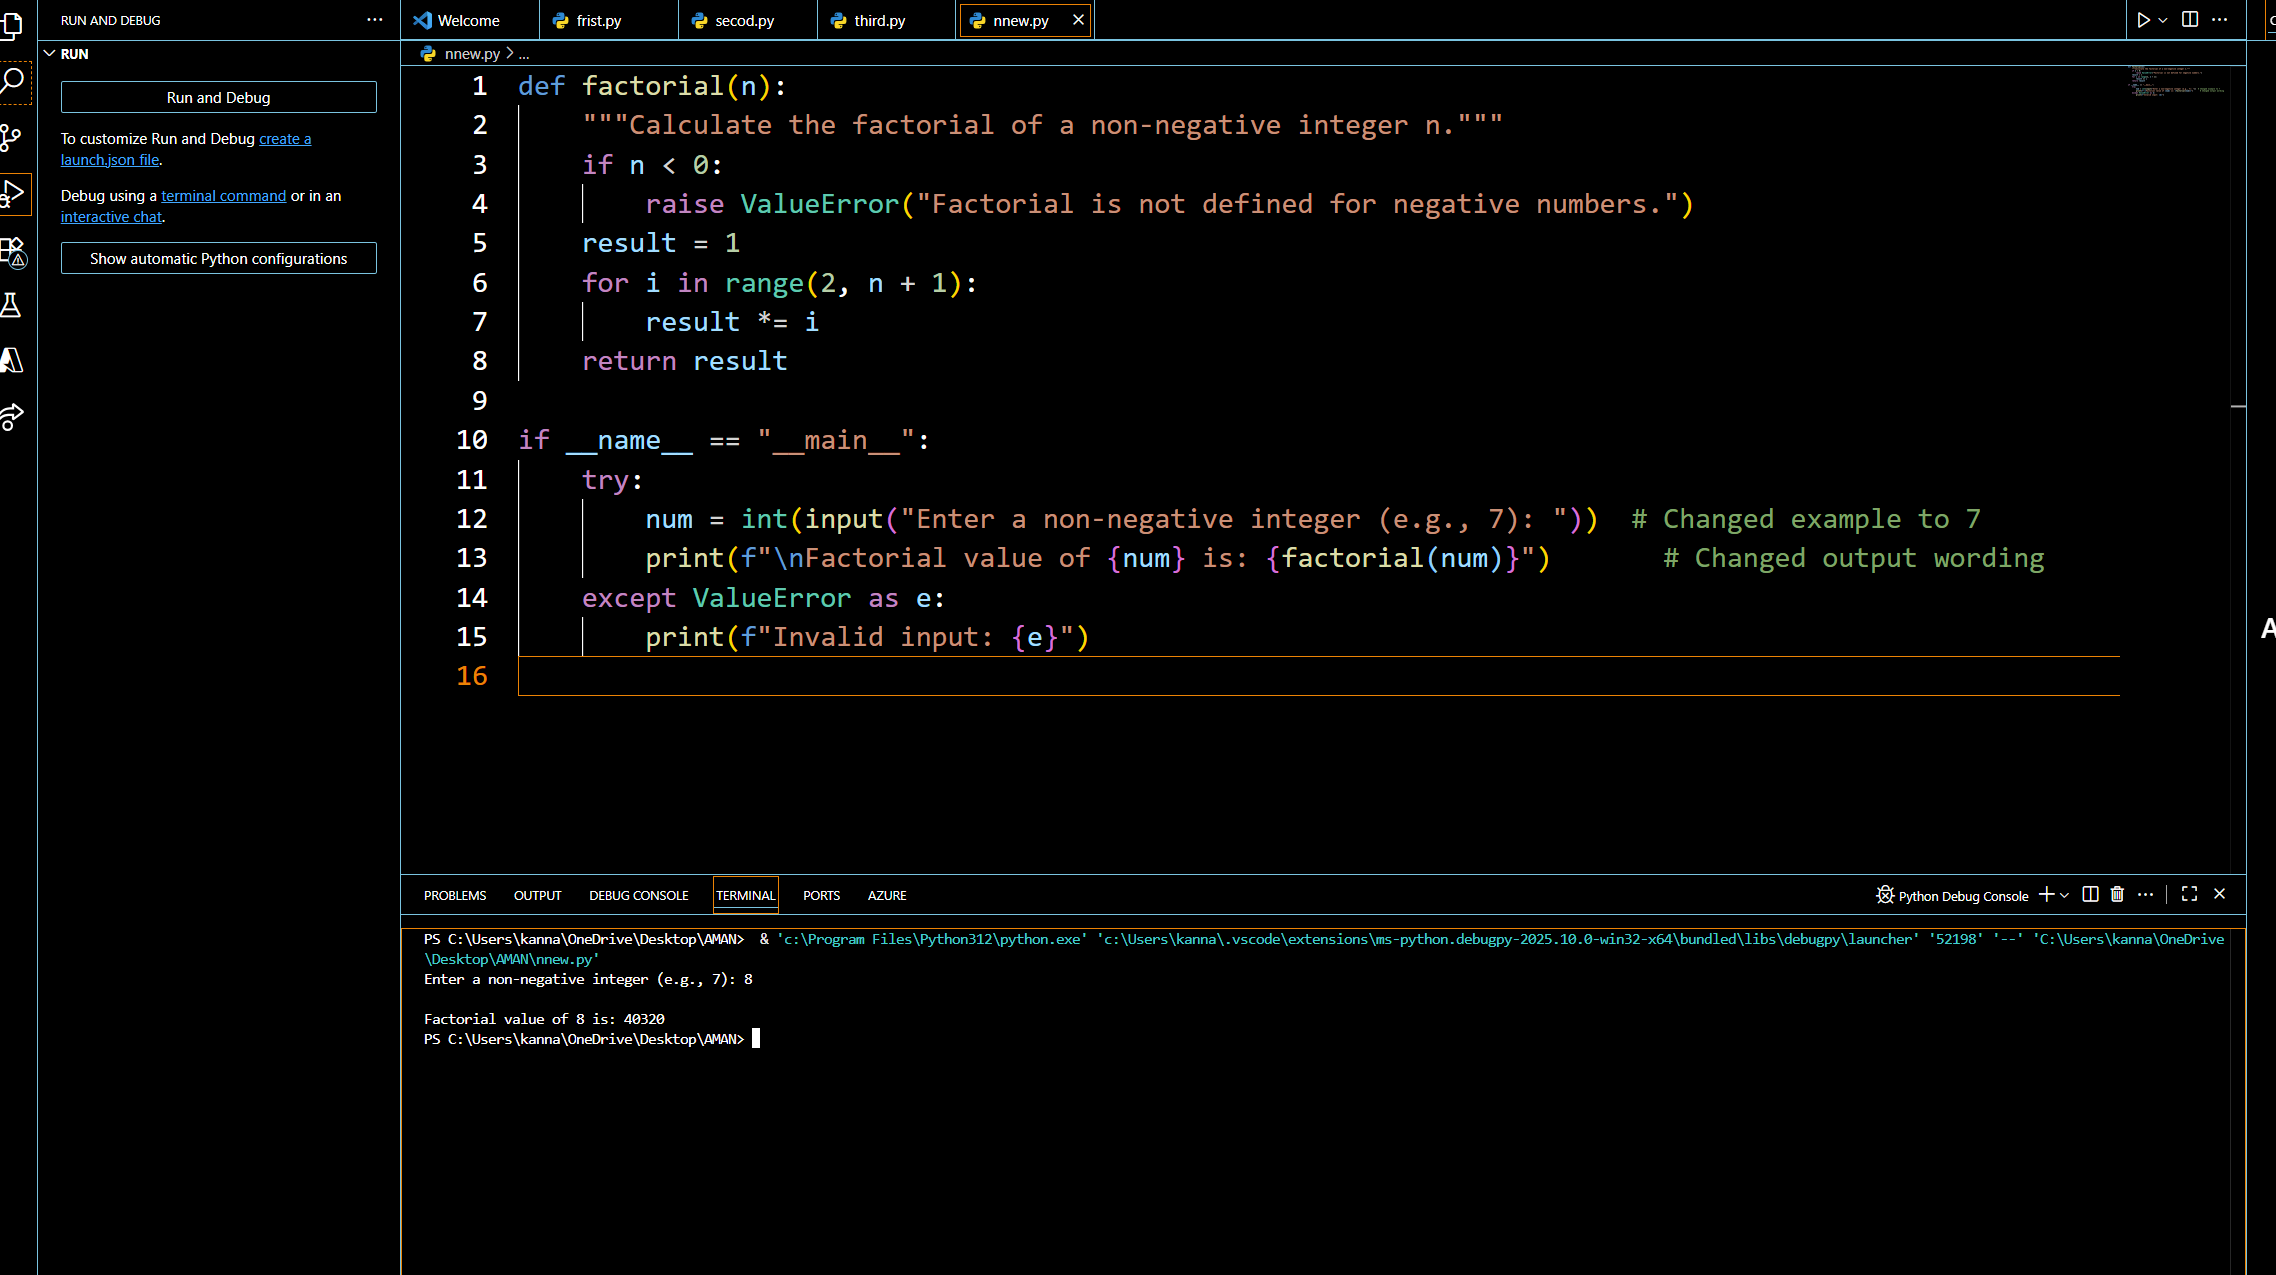 RUN AND DEBUG
RUN
Run and Debug
To customize Run and Debug create a
launch.json file.
Debug using a terminal command or in an
interactive chat.
Show automatic Python configurations
Welcome
frist.py
secod.py
third.py
nnew.py
nnew.py > ...
1 def factorial(n):
2 """Calculate the factorial of a non-negative integer n."""
3 if n < 0:
4 raise ValueError("Factorial is not defined for negative numbers.")
5 result = 1
6 for i in range(2, n + 1):
7 result *= i
8 return result
9
10 if __name__ == "__main__":
11 try:
12 num = int(input("Enter a non-negative integer (e.g., 7): ")) # Changed example to 7
13 print(f"\nFactorial value of {num} is: {factorial(num)}") # Changed output wording
14 except ValueError as e:
15 print(f"Invalid input: {e}")
16
A
PROBLEMS
OUTPUT
DEBUG CONSOLE
TERMINAL
PORTS
AZURE
Python Debug Console
PS C:\Users\kanna\OneDrive\Desktop\AMAN> & 'c:\Program Files\Python312\python.exe' 'c:\Users\kanna\.vscode\extensions\ms-python.debugpy-2025.10.0-win32-x64\bundled\libs\debugpy\launcher' '52198' '--' 'C:\Users\kanna\OneDrive
\Desktop\AMAN\nnew.py'
Enter a non-negative integer (e.g., 7): 8
Factorial value of 8 is: 40320
PS C:\Users\kanna\OneDrive\Desktop\AMAN>